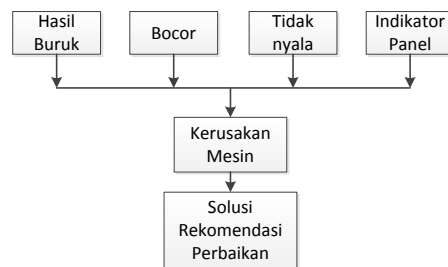 Hasil
Buruk
Bocor
Tidak
nyala
Indikator
Panel
Kerusakan
Mesin
Solusi
Rekomendasi
Perbaikan